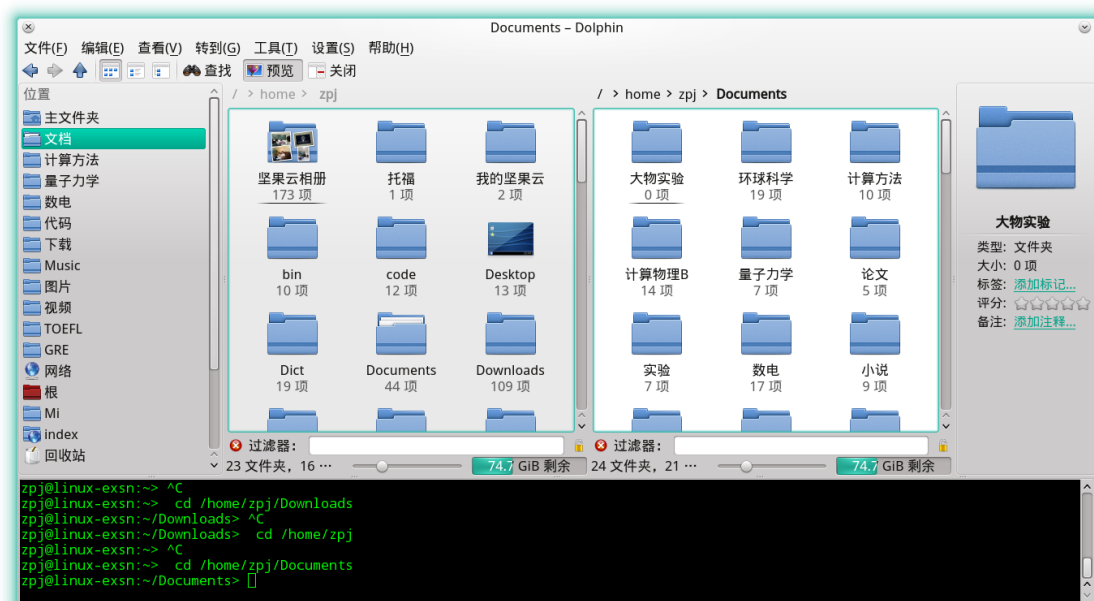 Documents – Dolphin
文件(F) 编辑(E) 查看(V) 转到(G) 工具(T) 设置(S) 帮助(H)
查找 预览 关闭
位置
主文件夹
文档
计算方法
量子力学
数电
代码
下载
Music
图片
视频
TOEFL
GRE
网络
根
Mi
index
回收站
/ > home > zpj
坚果云相册 托福 我的坚果云
173 项 1 项 2 项
bin code Desktop
10 项 12 项 13 项
Dict Documents Downloads
19 项 44 项 109 项
过滤器：
23 文件夹，16 ··· 74.7 GiB 剩余
/ > home > zpj > Documents
大物实验 环球科学 计算方法
0 项 19 项 10 项
计算物理B 量子力学 论文
14 项 7 项 5 项
实验 数电 小说
7 项 17 项 9 项
过滤器：
24 文件夹，21 ··· 74.7 GiB 剩余
大物实验
类型: 文件夹
大小: 0 项
标签: 添加标记...
评分:
备注: 添加注释...
zpj@linux-exsn:~> ^C
zpj@linux-exsn:~>  cd /home/zpj/Downloads
zpj@linux-exsn:~/Downloads> ^C
zpj@linux-exsn:~/Downloads>  cd /home/zpj
zpj@linux-exsn:~> ^C
zpj@linux-exsn:~>  cd /home/zpj/Documents
zpj@linux-exsn:~/Documents>